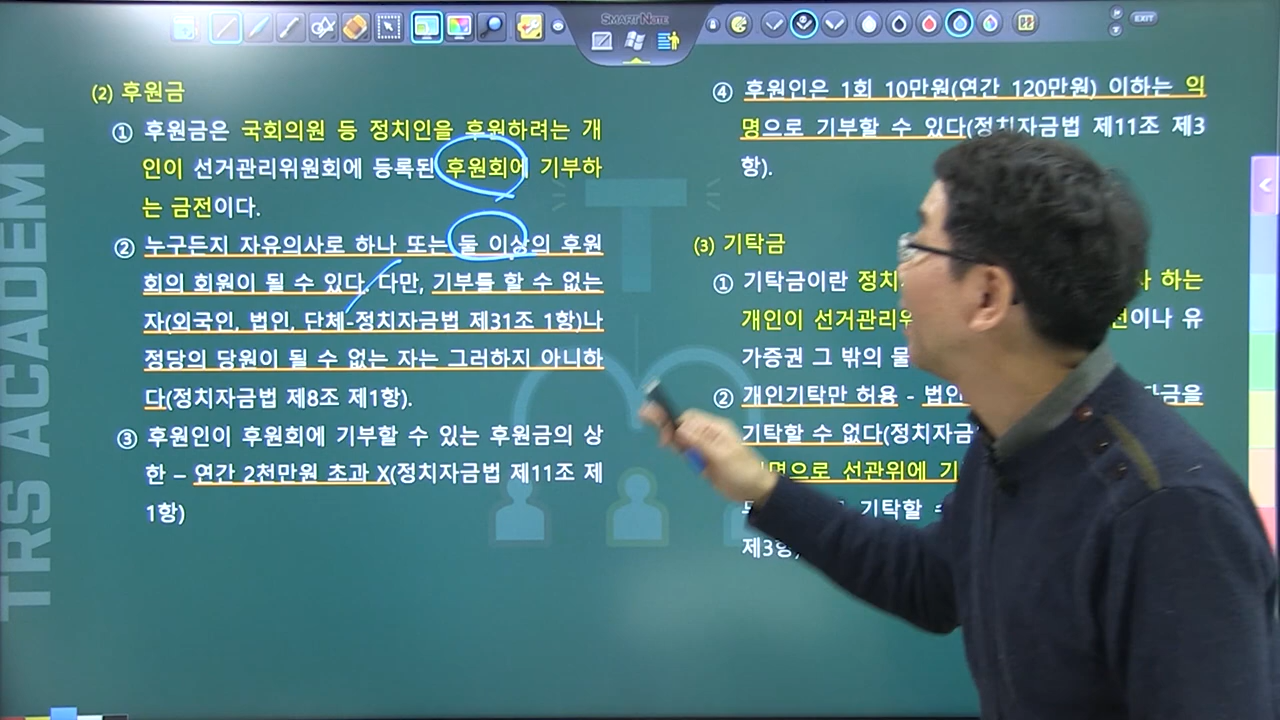 SMART NOTE
EXIT
TRS ACADEMY
(2) 후원금
① 후원금은 국회의원 등 정치인을 후원하려는 개
인이 선거관리위원회에 등록된 후원회에 기부하
는 금전이다.
② 누구든지 자유의사로 하나 또는 둘 이상의 후원
회의 회원이 될 수 있다. 다만, 기부를 할 수 없는
자(외국인, 법인, 단체-정치자금법 제31조 1항)나
정당의 당원이 될 수 없는 자는 그러하지 아니하
다(정치자금법 제8조 제1항).
③ 후원인이 후원회에 기부할 수 있는 후원금의 상
한 – 연간 2천만원 초과 X(정치자금법 제11조 제
1항)
④ 후원인은 1회 10만원(연간 120만원) 이하는 익
명으로 기부할 수 있다(정치자금법 제11조 제3
항).
(3) 기탁금
① 기탁금이란 정치 하는
개인이 선거관리위 이나 유
가증권 그 밖의 물
② 개인기탁만 허용 - 법인
기탁할 수 없다(정치자금
으로 선관위에 기
기탁할 수
제3항)